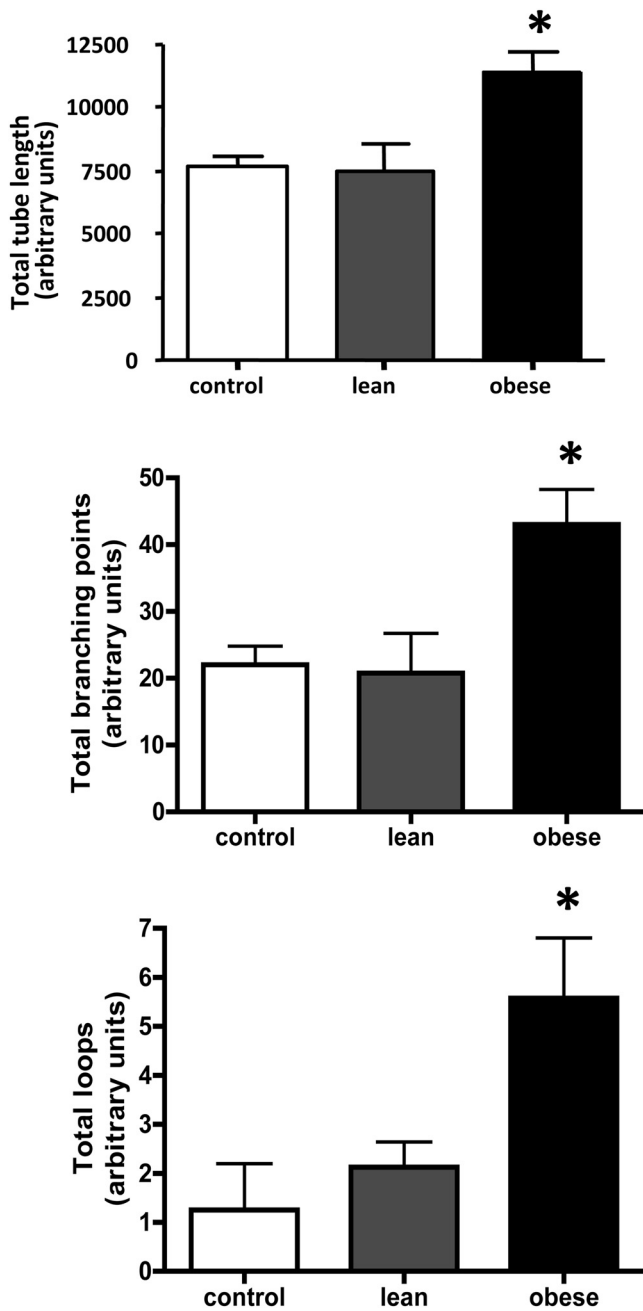 *
12500
10000
7500
5000
2500
0
Total tube length
(arbitrary units)
control lean obese
*
50
40
30
20
10
0
Total branching points
(arbitrary units)
control lean obese
*
7
6
5
4
3
2
1
0
Total loops
(arbitrary units)
control lean obese